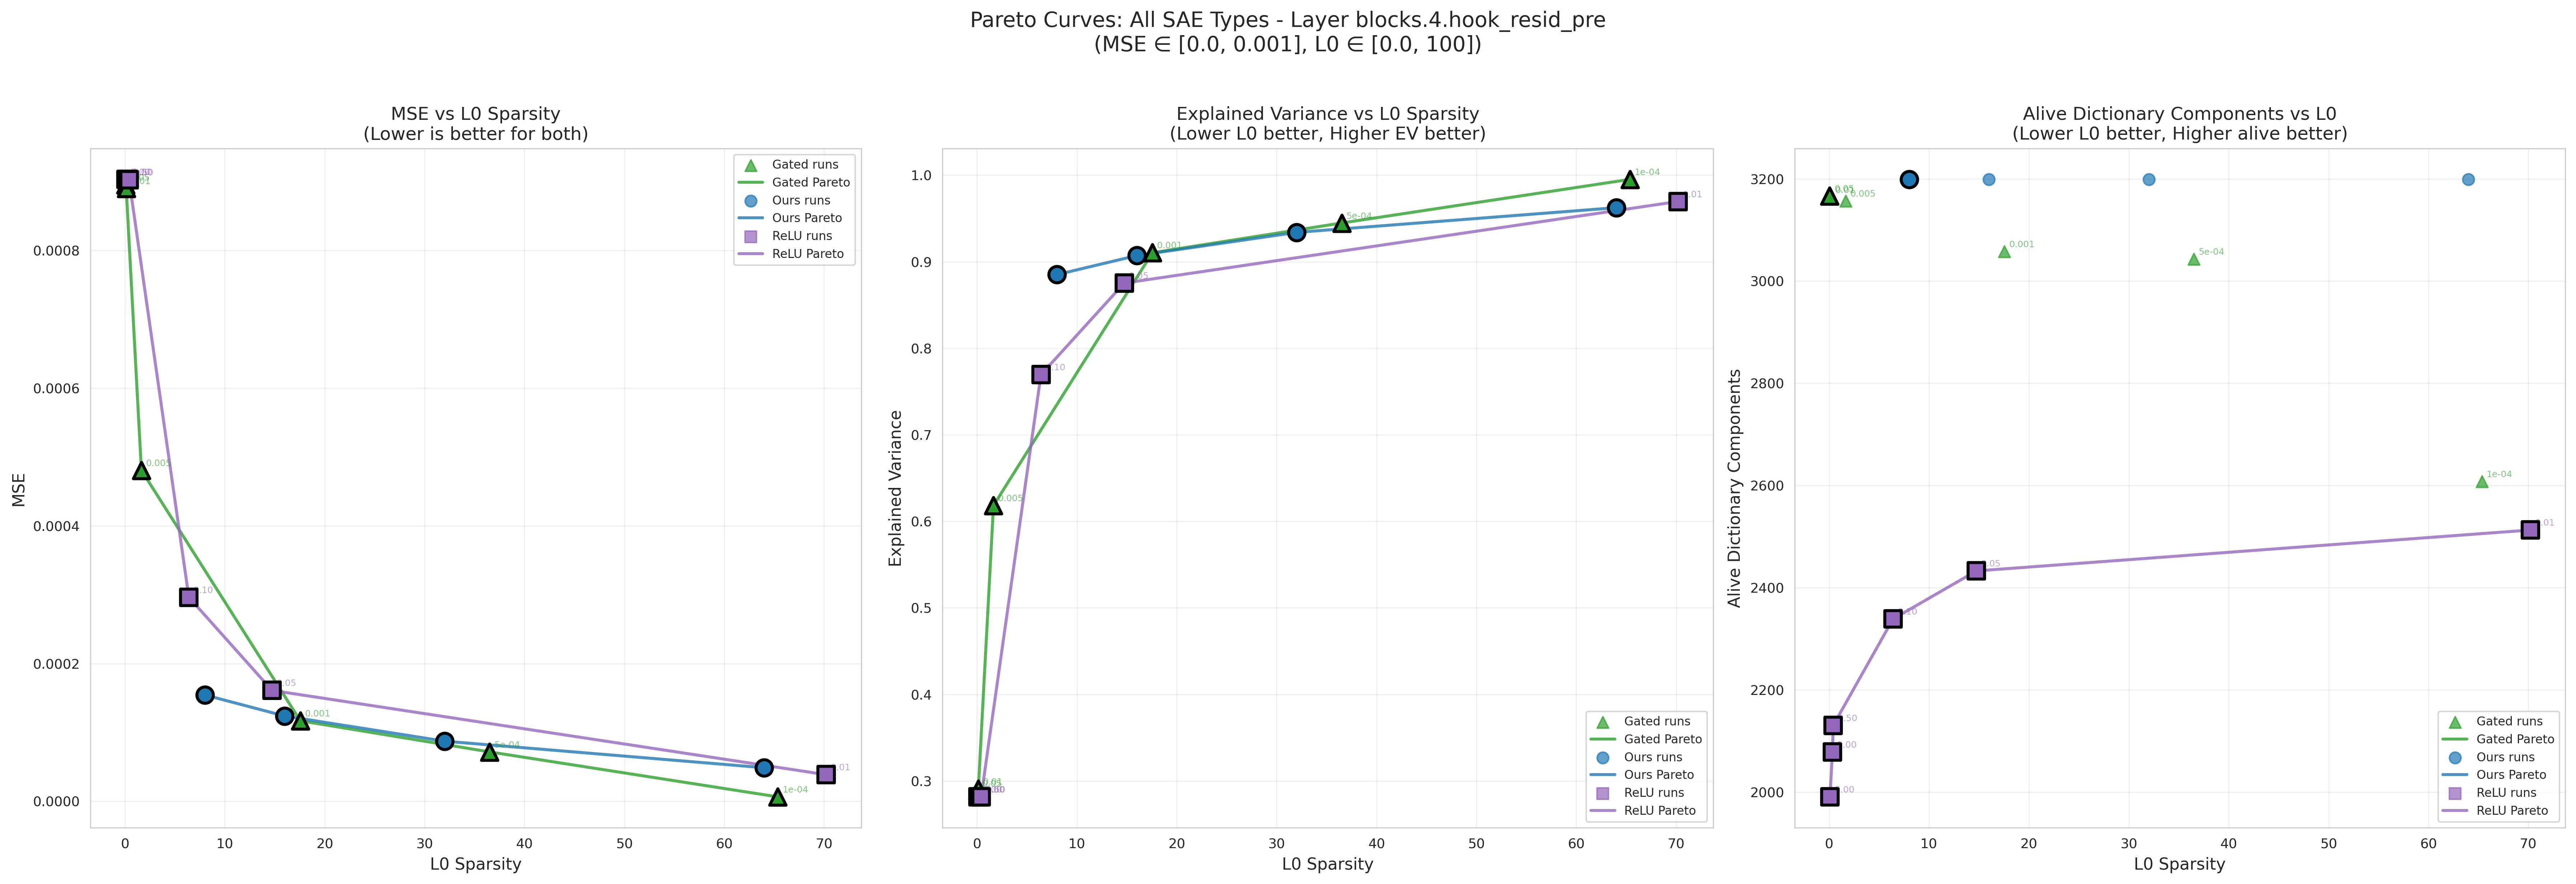 Pareto Curves: All SAE Types - Layer blocks.4.hook_resid_pre
(MSE ∈ [0.0, 0.001], L0 ∈ [0.0, 100])
MSE vs L0 Sparsity
(Lower is better for both)
MSE
0.0008
0.0006
0.0004
0.0002
0.0000
0 10 20 30 40 50 60 70
L0 Sparsity
0.005
0.001
5e-04
1e-04
Gated runs
Gated Pareto
Ours runs
Ours Pareto
ReLU runs
ReLU Pareto
Explained Variance vs L0 Sparsity
(Lower L0 better, Higher EV better)
Explained Variance
1.0
0.9
0.8
0.7
0.6
0.5
0.4
0.3
0 10 20 30 40 50 60 70
L0 Sparsity
0.005
0.001
5e-04
1e-04
Gated runs
Gated Pareto
Ours runs
Ours Pareto
ReLU runs
ReLU Pareto
Alive Dictionary Components vs L0
(Lower L0 better, Higher alive better)
Alive Dictionary Components
3200
3000
2800
2600
2400
2200
2000
0 10 20 30 40 50 60 70
L0 Sparsity
0.005
0.001
5e-04
1e-04
Gated runs
Gated Pareto
Ours runs
Ours Pareto
ReLU runs
ReLU Pareto